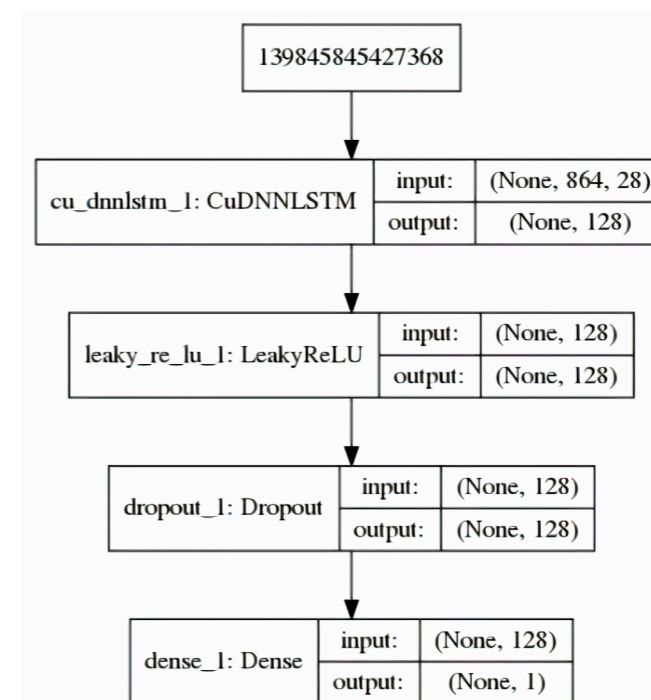 139845845427368
cu_dnnlstm_1: CuDNNLSTM
input: (None, 864, 28)
output: (None, 128)
leaky_re_lu_1: LeakyReLU
input: (None, 128)
output: (None, 128)
dropout_1: Dropout
input: (None, 128)
output: (None, 128)
dense_1: Dense
input: (None, 128)
output: (None, 1)